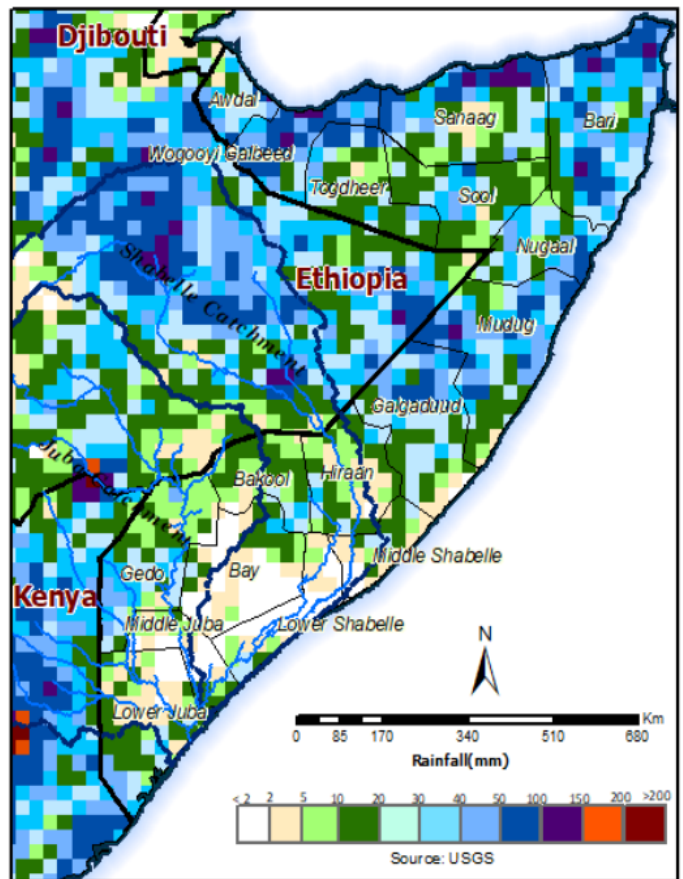 Djibouti
Awdal
Sanaag
Bari
Wogooyi Galbeed
Togdheer
Sool
Nugaal
Shabelle Catchment
Ethiopia
Mudug
Galgaduud
Juba Catchment
Bakool
Hiraan
Middle Shabelle
Gedo
Bay
Kenya
Middle Juba
Lower Shabelle
Lower Juba
N
Km
0 85 170 340 510 680
Rainfall(mm)
< 2 2 5 10 20 30 40 50 100 150 200 >200
Source: USGS